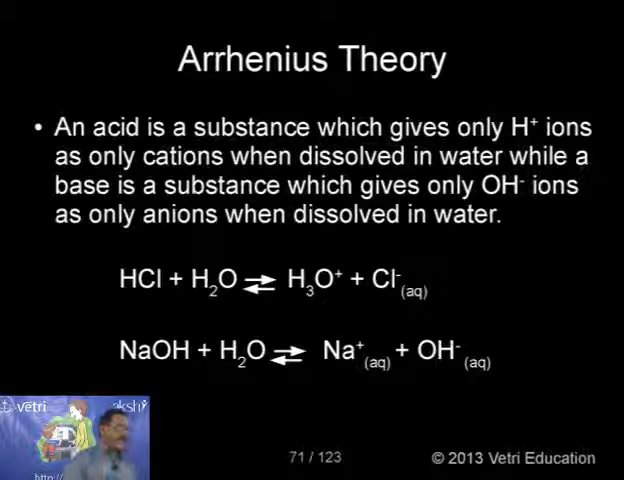 Arrhenius Theory
• An acid is a substance which gives only H⁺ ions
as only cations when dissolved in water while a
base is a substance which gives only OH⁻ ions
as only anions when dissolved in water.
HCl + H₂O ⇌ H₃O⁺ + Cl⁻(aq)
NaOH + H₂O ⇌ Na⁺(aq) + OH⁻(aq)
vetri akshi
http://
71 / 123 © 2013 Vetri Education